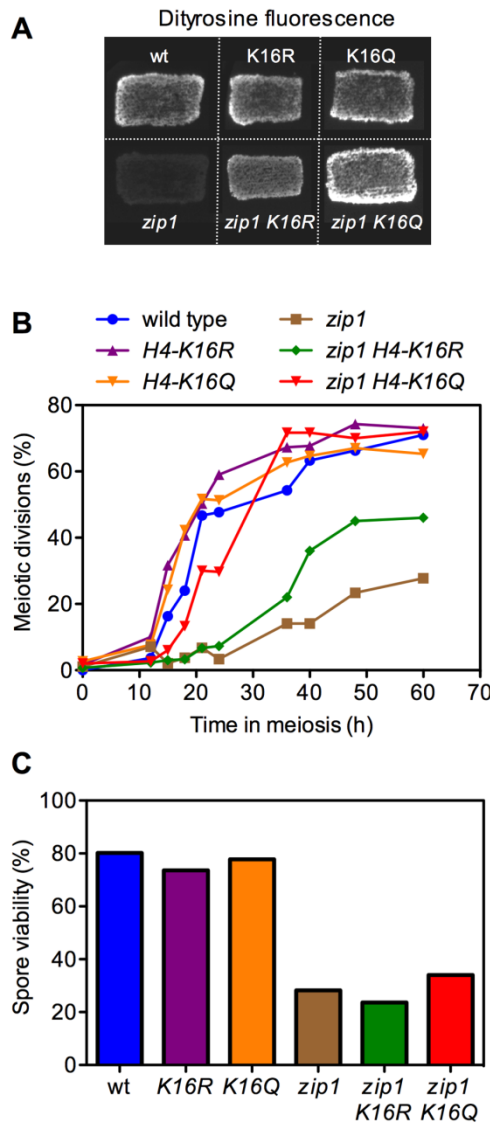 A
Dityrosine fluorescence
wt K16R K16Q
zip1 zip1 K16R zip1 K16Q
B
wild type zip1
H4-K16R zip1 H4-K16R
H4-K16Q zip1 H4-K16Q
80
60
40
20
0
Meiotic divisions (%)
0 10 20 30 40 50 60 70
Time in meiosis (h)
C
100
80
60
40
20
0
Spore viability (%)
wt K16R K16Q zip1 zip1 zip1
K16R K16Q